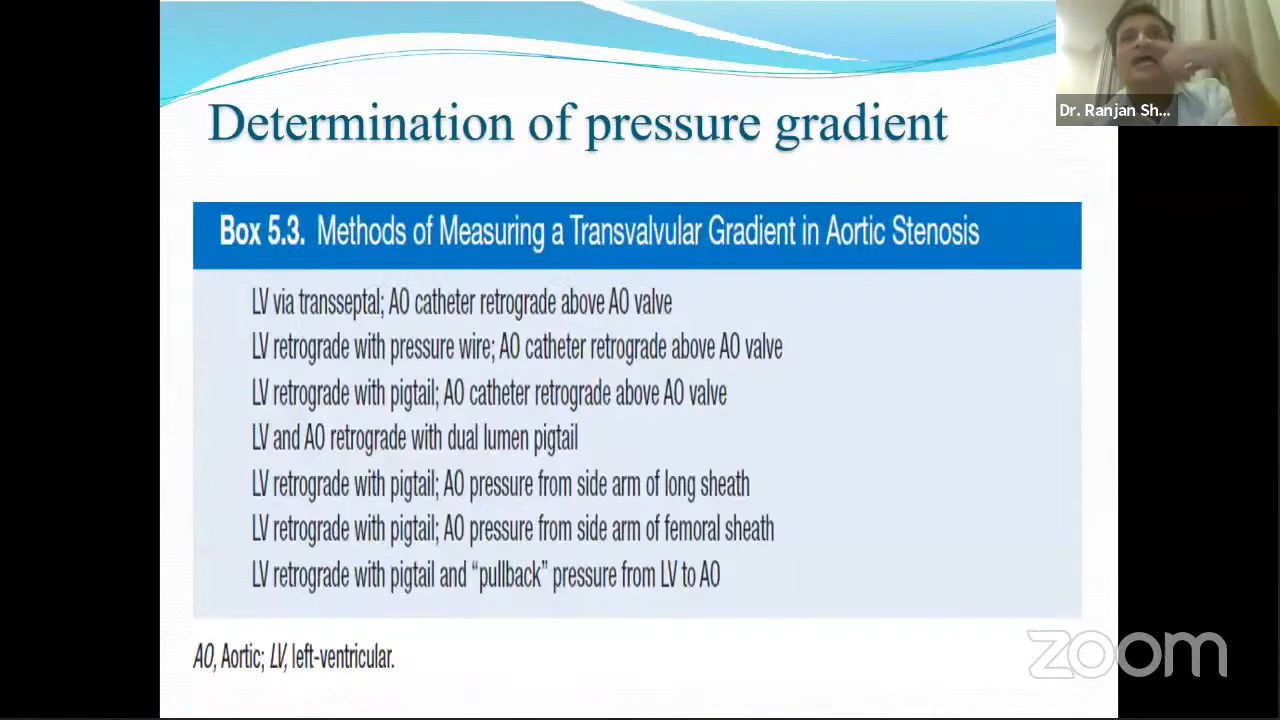 Dr. Ranjan Sh...
Determination of pressure gradient
Box 5.3. Methods of Measuring a Transvalvular Gradient in Aortic Stenosis
LV via transseptal; AO catheter retrograde above AO valve
LV retrograde with pressure wire; AO catheter retrograde above AO valve
LV retrograde with pigtail; AO catheter retrograde above AO valve
LV and AO retrograde with dual lumen pigtail
LV retrograde with pigtail; AO pressure from side arm of long sheath
LV retrograde with pigtail; AO pressure from side arm of femoral sheath
LV retrograde with pigtail and “pullback” pressure from LV to AO
AO, Aortic; LV, left-ventricular.
zoom